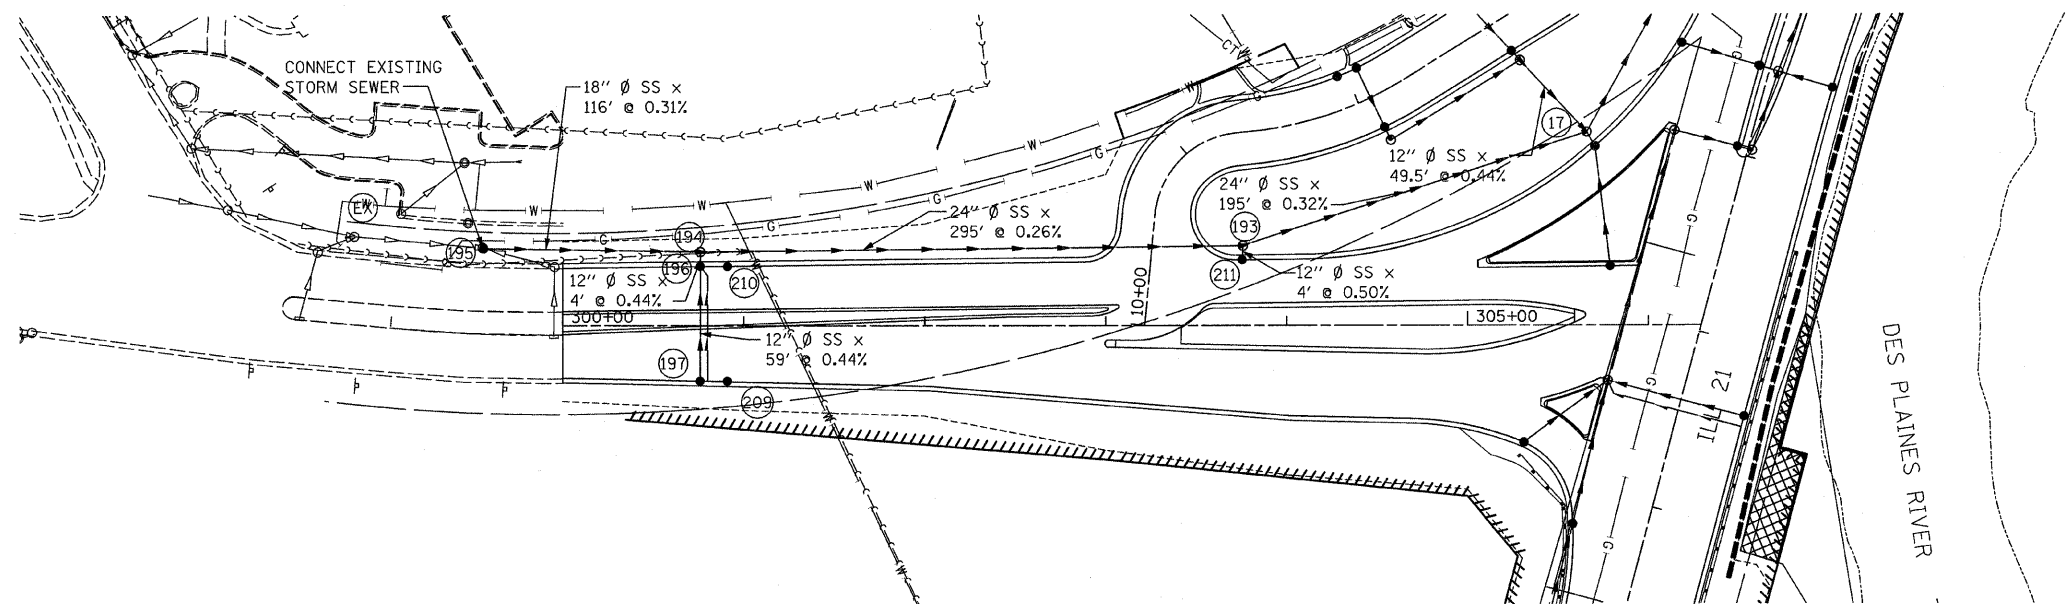 CONNECT EXISTING
STORM SEWER
18" Ø SS x
116' @ 0.31%
CT
W
W
G
W
G
17
12" Ø SS x
49.5' @ 0.44%
24" Ø SS x
195' @ 0.32%
W
EX
W
W
W
G
G
24" Ø SS x
295' @ 0.26%
194
193
195
196
210
211
12" Ø SS x
4' @ 0.44%
12" Ø SS x
4' @ 0.50%
10+00
300+00
305+00
12" Ø SS x
59' @ 0.44%
197
209
G
G
G
G
ILL 21
DES PLAINES RIVER
W
W
W